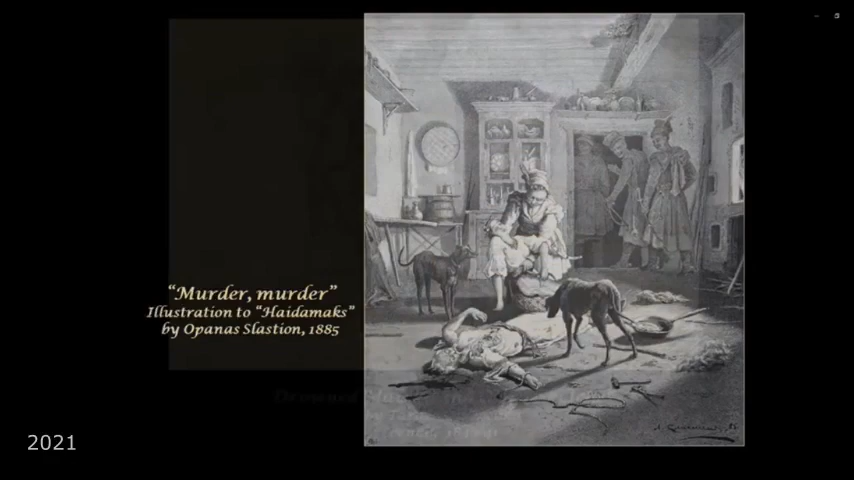 “Murder, murder”
Illustration to “Haidamaks”
by Opanas Slastion, 1885
2021